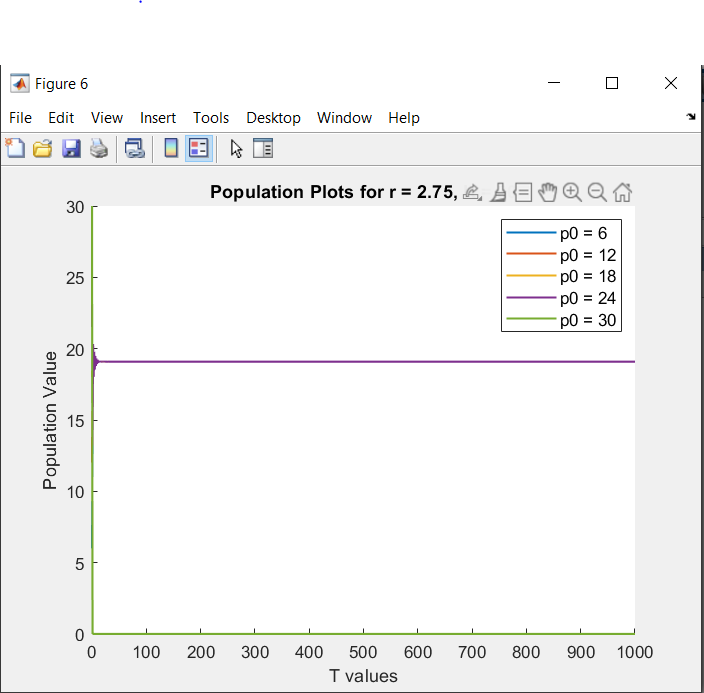 Figure 6
File Edit View Insert Tools Desktop Window Help
Population Plots for r = 2.75,
30
25
20
15
10
5
0
Population Value
p0 = 6
p0 = 12
p0 = 18
p0 = 24
p0 = 30
0 100 200 300 400 500 600 700 800 900 1000
T values